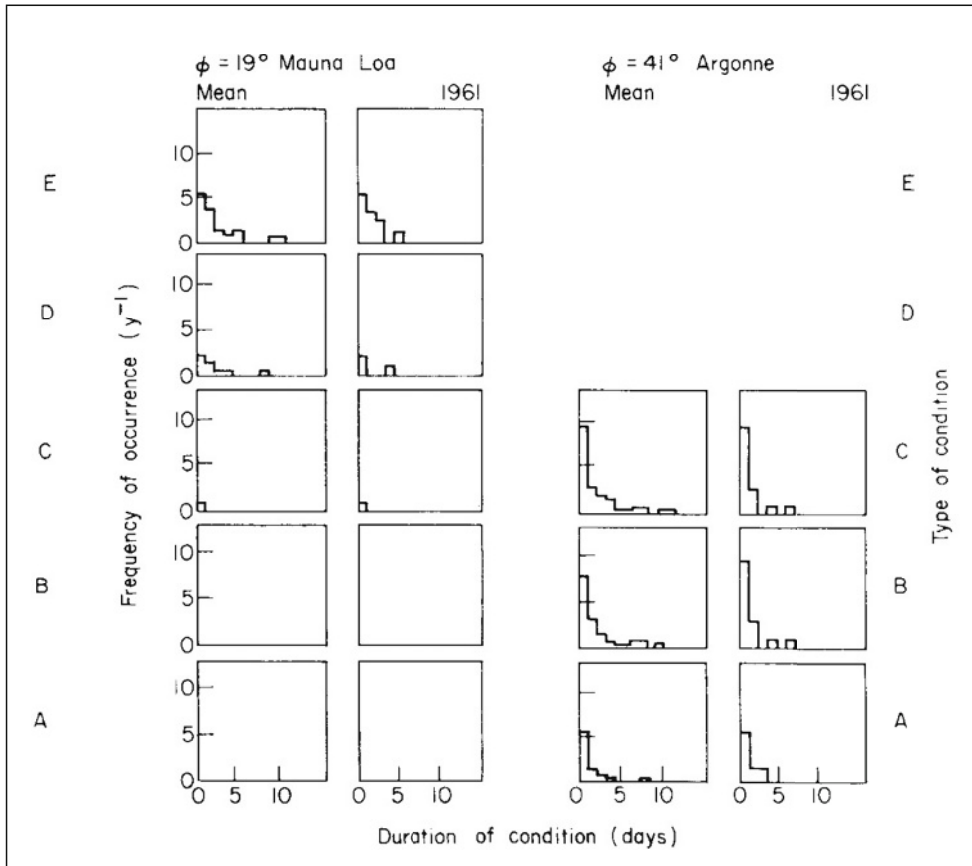 ϕ = 19° Mauna Loa
ϕ = 41° Argonne
Mean 1961
Mean 1961
E
10
5
0
E
D
10
5
0
D
C
10
5
0
C
B
10
5
0
B
A
10
5
0
A
0 5 10
0 5 10
0 5 10
0 5 10
Frequency of occurrence (y⁻¹)
Type of condition
Duration of condition (days)